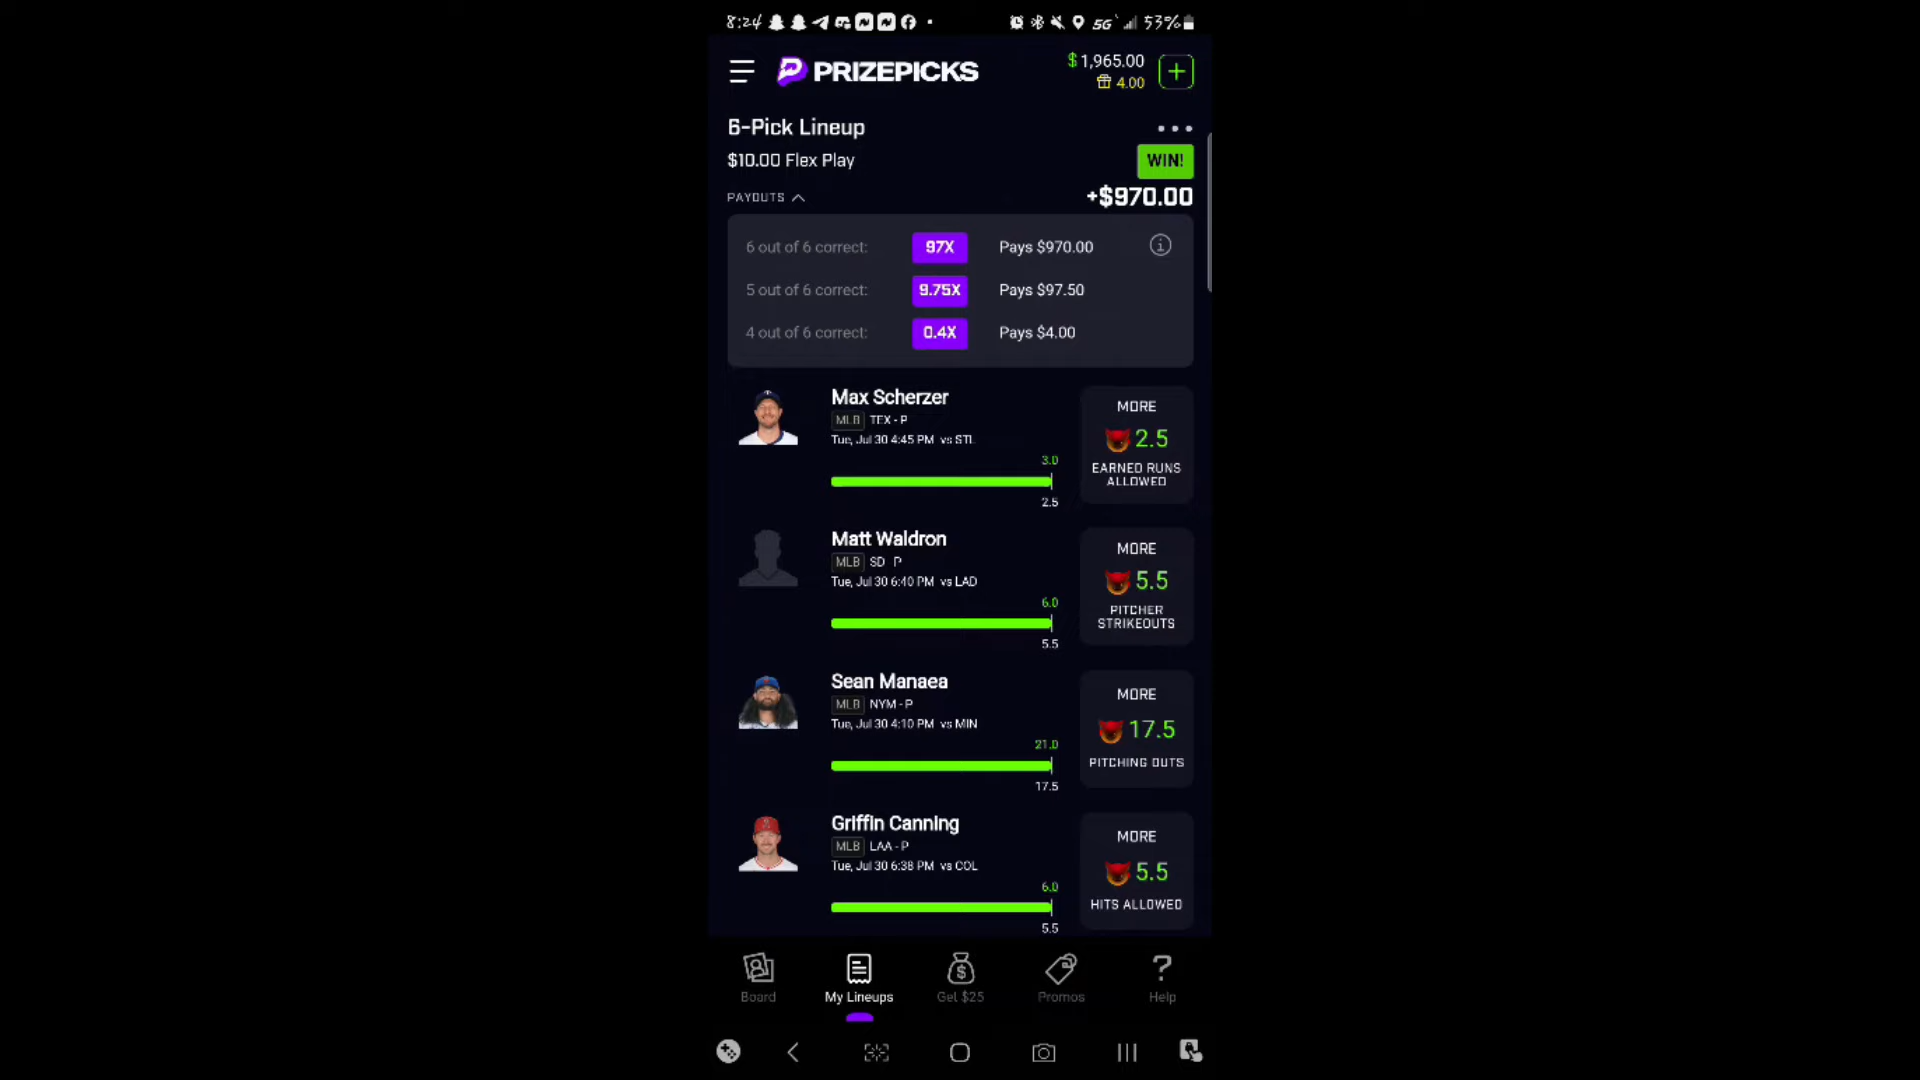 8:24
5G 53%
PRIZEPICKS
$ 1,965.00
4.00
6-Pick Lineup
$10.00 Flex Play
WIN!
PAYOUTS
+$970.00
6 out of 6 correct: 97X Pays $970.00
5 out of 6 correct: 9.75X Pays $97.50
4 out of 6 correct: 0.4X Pays $4.00
Max Scherzer
MLB TEX - P
Tue, Jul 30 4:45 PM vs STL
3.0
2.5
MORE
2.5
EARNED RUNS
ALLOWED
Matt Waldron
MLB SD P
Tue, Jul 30 6:40 PM vs LAD
6.0
5.5
MORE
5.5
PITCHER
STRIKEOUTS
Sean Manaea
MLB NYM - P
Tue, Jul 30 4:10 PM vs MIN
21.0
17.5
MORE
17.5
PITCHING OUTS
Griffin Canning
MLB LAA - P
Tue, Jul 30 6:38 PM vs COL
6.0
5.5
MORE
5.5
HITS ALLOWED
Board
My Lineups
Get $25
Promos
Help